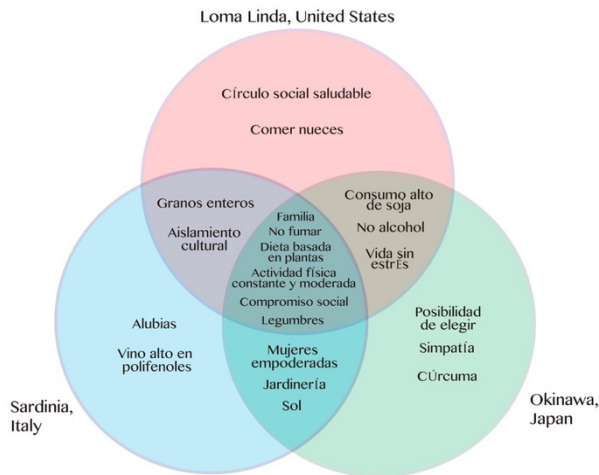 Loma Linda, United States
Círculo social saludable
Comer nueces
Granos enteros
Aislamiento
cultural
Familia
No fumar
Dieta basada
en plantas
Actividad física
constante y moderada
Compromiso social
Legumbres
Consumo alto
de soja
No alcohol
Vida sin
estrÉs
Alubias
Vino alto en
polifenoles
Mujeres
empoderadas
Jardinería
Sol
Posibilidad
de elegir
Simpatía
CÚrcuma
Sardinia,
Italy
Okinawa,
Japan